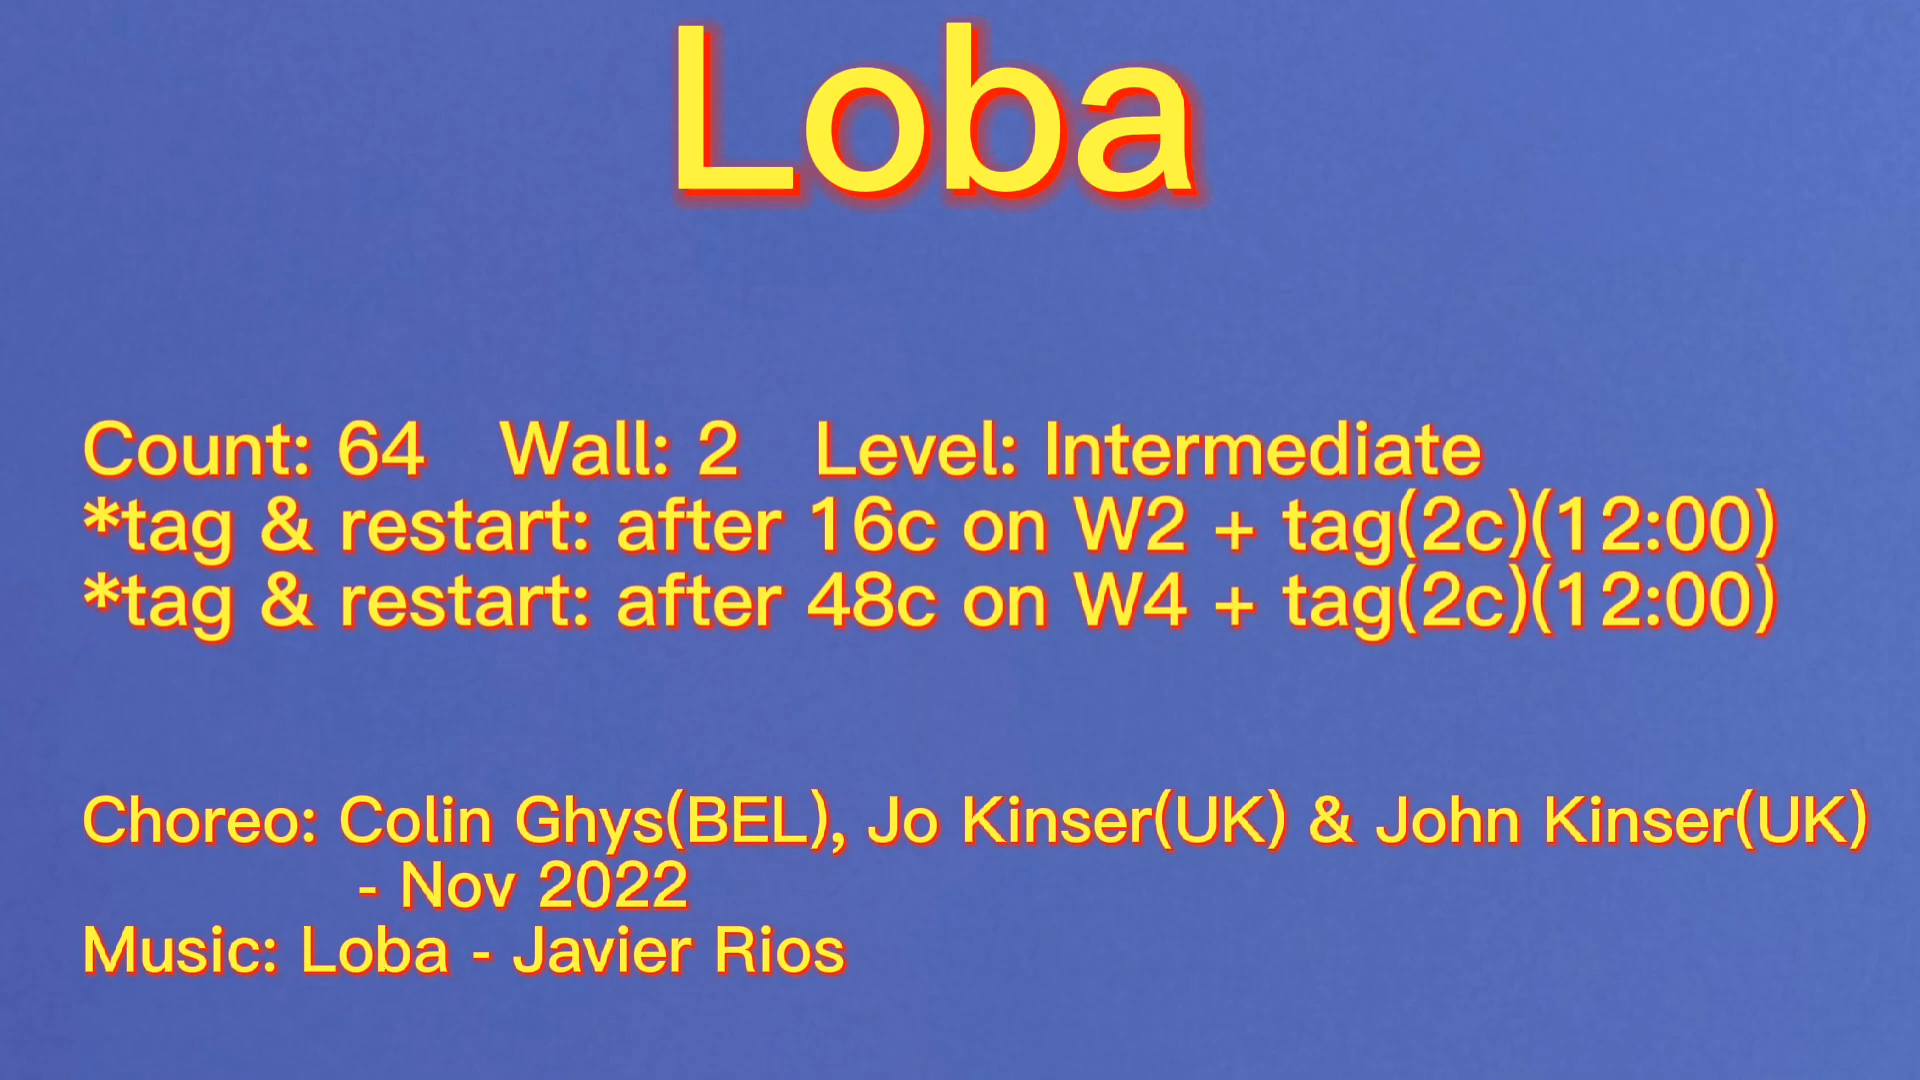 Loba
Count: 64 Wall: 2 Level: Intermediate
*tag & restart: after 16c on W2 + tag(2c)(12:00)
*tag & restart: after 48c on W4 + tag(2c)(12:00)
Choreo: Colin Ghys(BEL), Jo Kinser(UK) & John Kinser(UK)
- Nov 2022
Music: Loba - Javier Rios